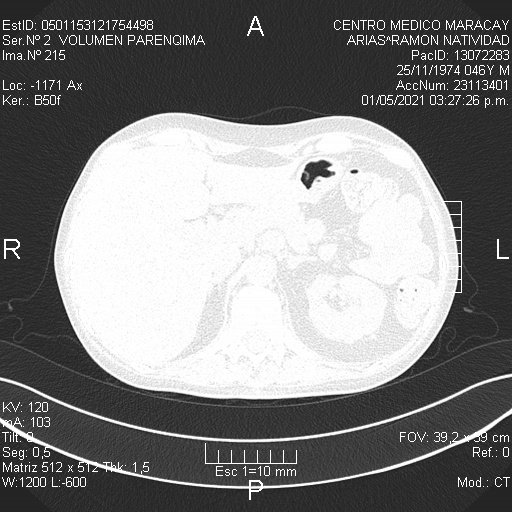 EstID: 0501153121754498
Ser.Nº 2 VOLUMEN PARENQIMA
Ima.Nº 215
Loc: -1171 Ax
Ker.: B50f
A
CENTRO MEDICO MARACAY
ARIAS^RAMON NATIVIDAD
PacID: 13072283
25/11/1974 046Y M
AccNum: 23113401
01/05/2021 03:27:26 p.m.
R
L
KV: 120
mA: 103
Tilt: 0
Seg: 0,5
Matriz 512 x 512 Thk: 1,5
W:1200 L:-600
Esc 1=10 mm
P
FOV: 39,2 x 39 cm
Ref.: 0
Mod.: CT